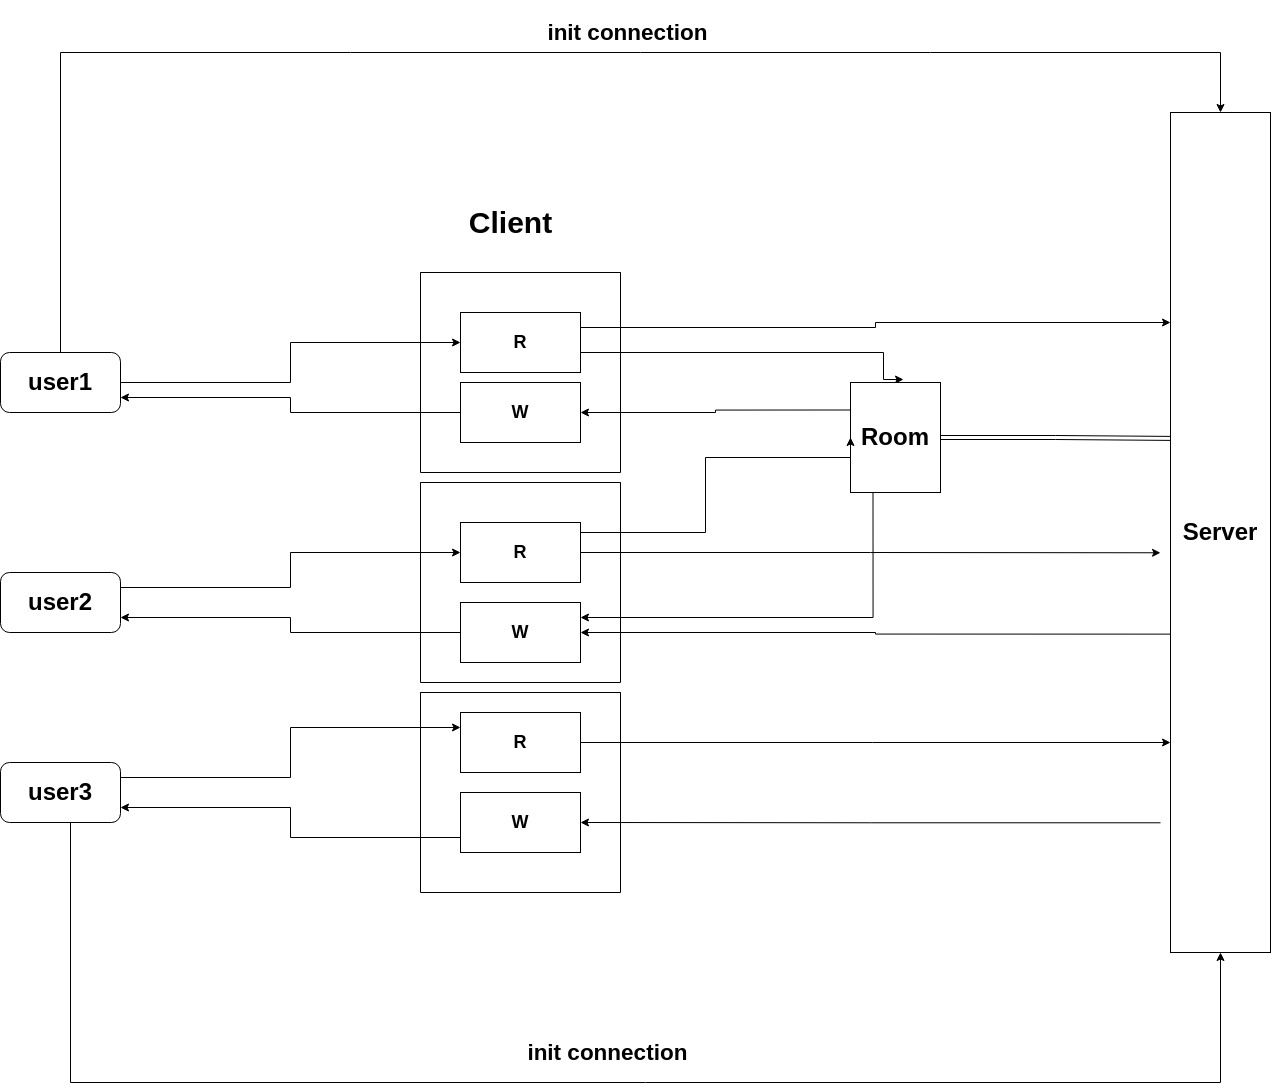 init connection
Client
R
user1
W
Room
Server
R
user2
W
R
user3
W
init connection